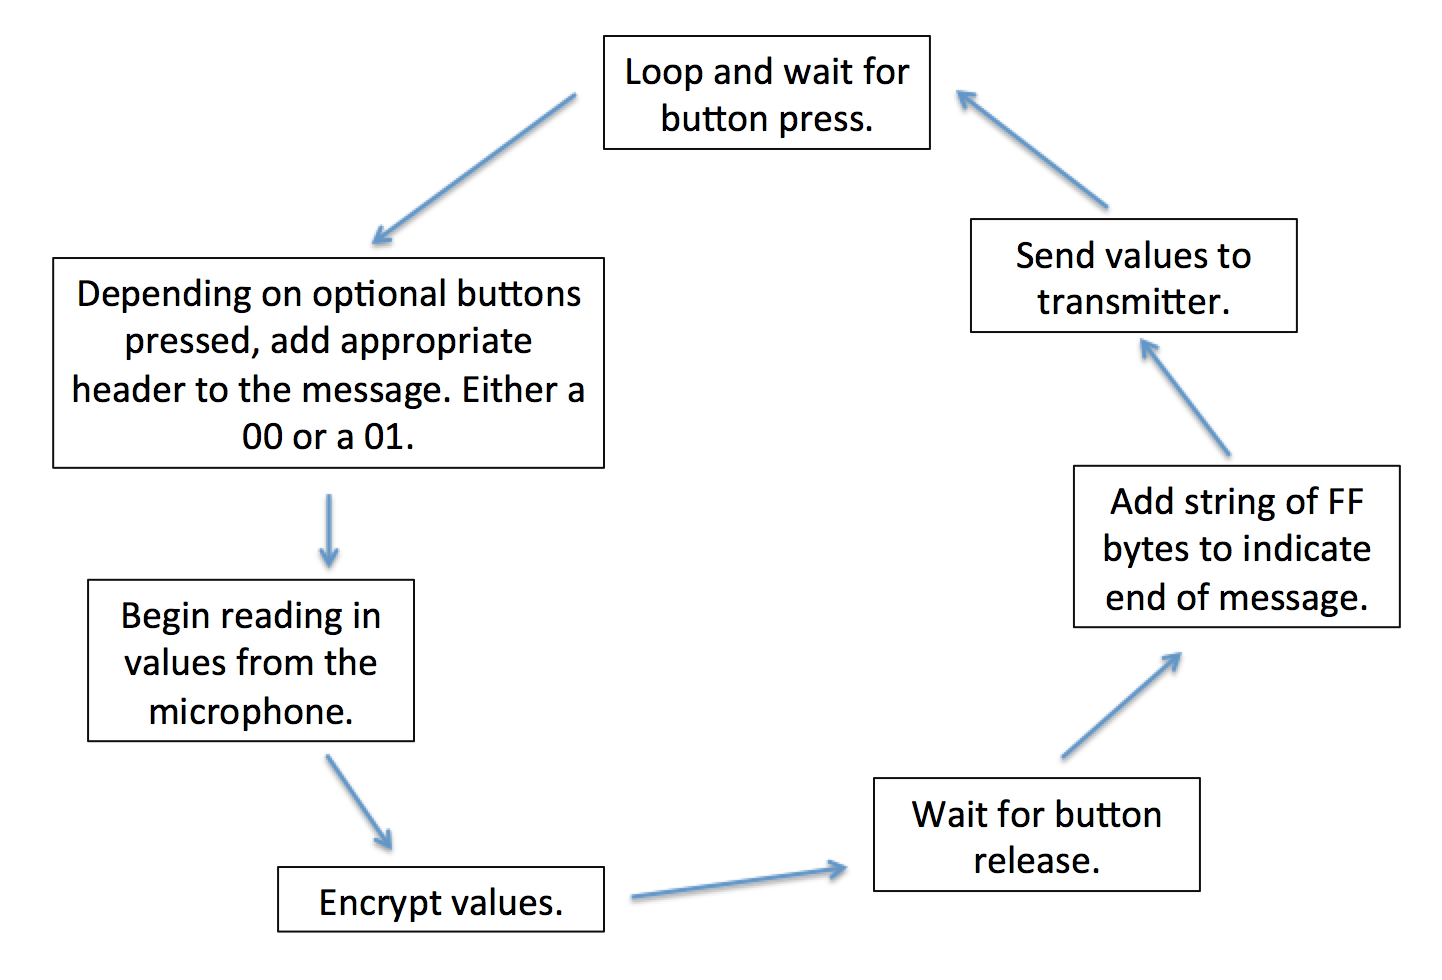 Loop and wait for
button press.
Depending on optional buttons
pressed, add appropriate
header to the message. Either a
00 or a 01.
Begin reading in
values from the
microphone.
Encrypt values.
Wait for button
release.
Add string of FF
bytes to indicate
end of message.
Send values to
transmitter.